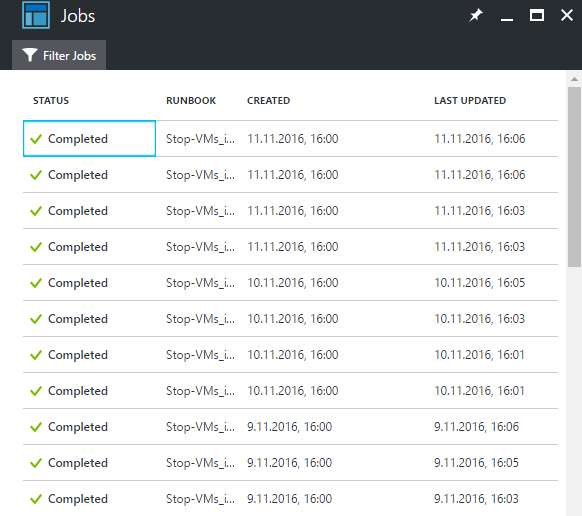 Jobs
Filter Jobs
STATUS RUNBOOK CREATED LAST UPDATED
Completed Stop-VMs_i... 11.11.2016, 16:00 11.11.2016, 16:06
Completed Stop-VMs_i... 11.11.2016, 16:00 11.11.2016, 16:06
Completed Stop-VMs_i... 11.11.2016, 16:00 11.11.2016, 16:03
Completed Stop-VMs_i... 11.11.2016, 16:00 11.11.2016, 16:03
Completed Stop-VMs_i... 10.11.2016, 16:00 10.11.2016, 16:05
Completed Stop-VMs_i... 10.11.2016, 16:00 10.11.2016, 16:03
Completed Stop-VMs_i... 10.11.2016, 16:00 10.11.2016, 16:01
Completed Stop-VMs_i... 10.11.2016, 16:00 10.11.2016, 16:01
Completed Stop-VMs_i... 9.11.2016, 16:00 9.11.2016, 16:06
Completed Stop-VMs_i... 9.11.2016, 16:00 9.11.2016, 16:05
Completed Stop-VMs_i... 9.11.2016, 16:00 9.11.2016, 16:03